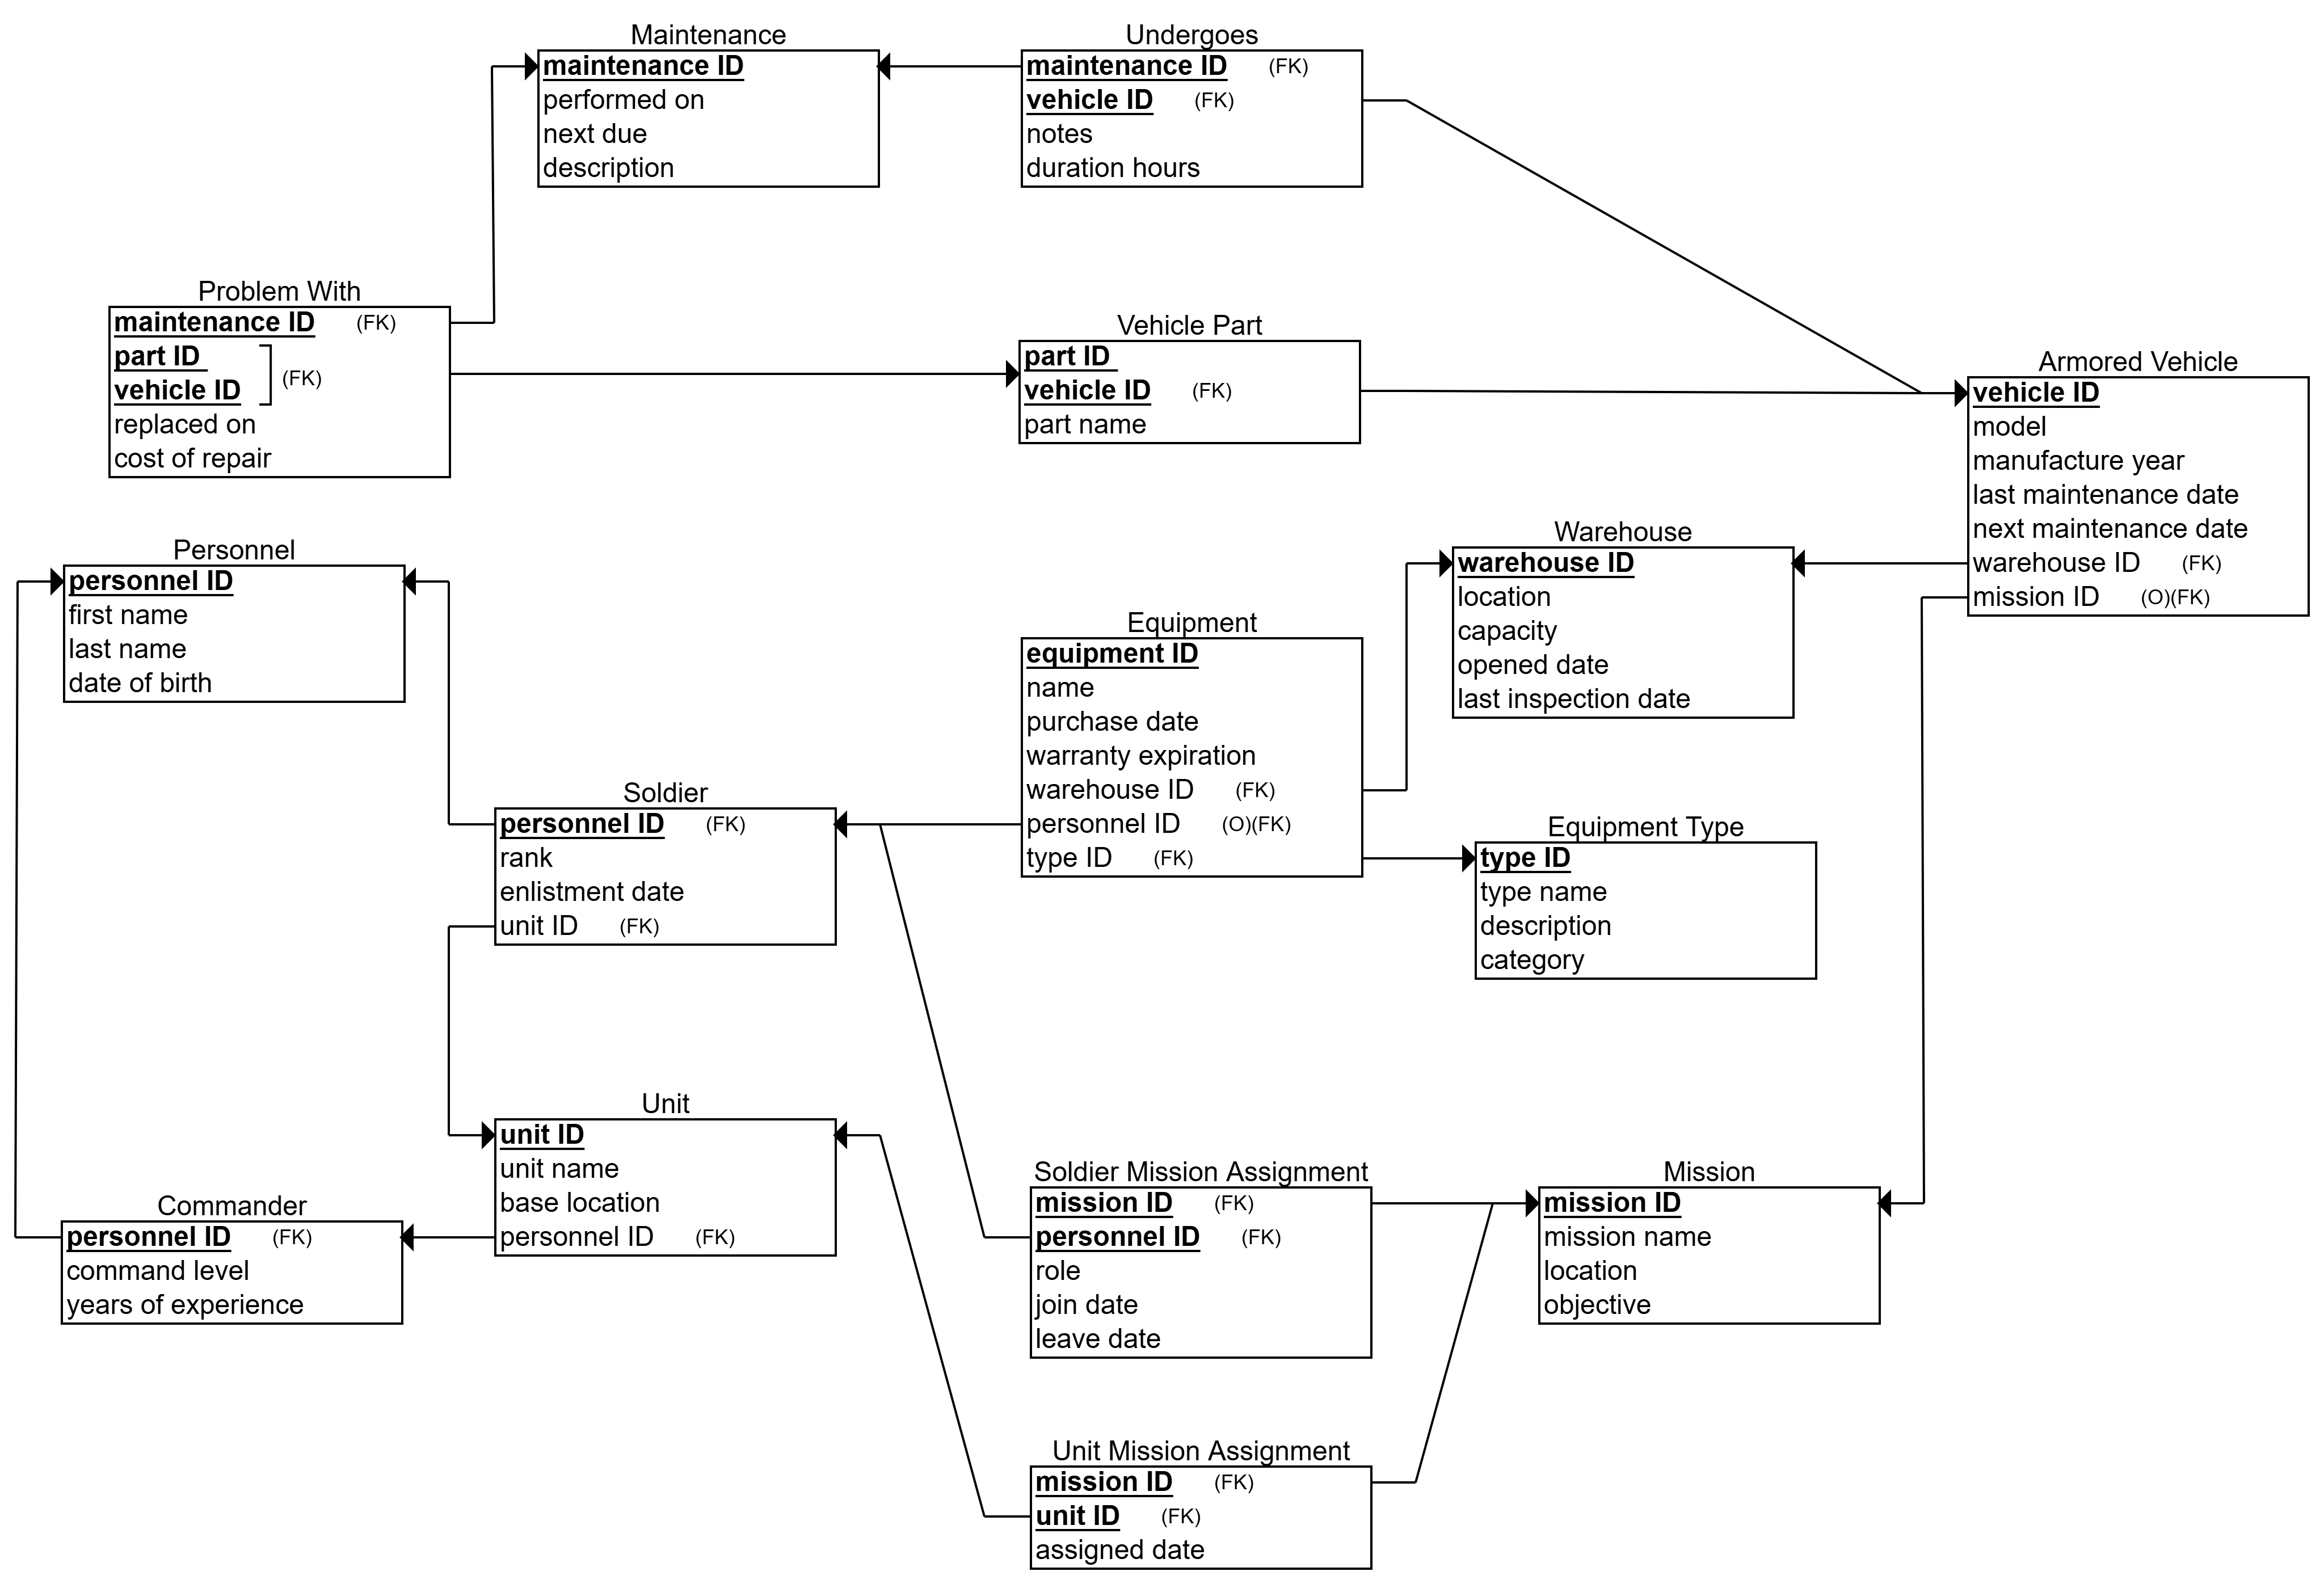 Maintenance
maintenance ID
performed on
next due
description
Undergoes
maintenance ID (FK)
vehicle ID (FK)
notes
duration hours
Problem With
maintenance ID (FK)
part ID
vehicle ID
(FK)
replaced on
cost of repair
Vehicle Part
part ID
vehicle ID (FK)
part name
Armored Vehicle
vehicle ID
model
manufacture year
last maintenance date
next maintenance date
warehouse ID (FK)
mission ID (O)(FK)
Personnel
personnel ID
first name
last name
date of birth
Warehouse
warehouse ID
location
capacity
opened date
last inspection date
Equipment
equipment ID
name
purchase date
warranty expiration
warehouse ID (FK)
personnel ID (O)(FK)
type ID (FK)
Soldier
personnel ID (FK)
rank
enlistment date
unit ID (FK)
Equipment Type
type ID
type name
description
category
Unit
unit ID
unit name
base location
personnel ID (FK)
Commander
personnel ID (FK)
command level
years of experience
Soldier Mission Assignment
mission ID (FK)
personnel ID (FK)
role
join date
leave date
Mission
mission ID
mission name
location
objective
Unit Mission Assignment
mission ID (FK)
unit ID (FK)
assigned date